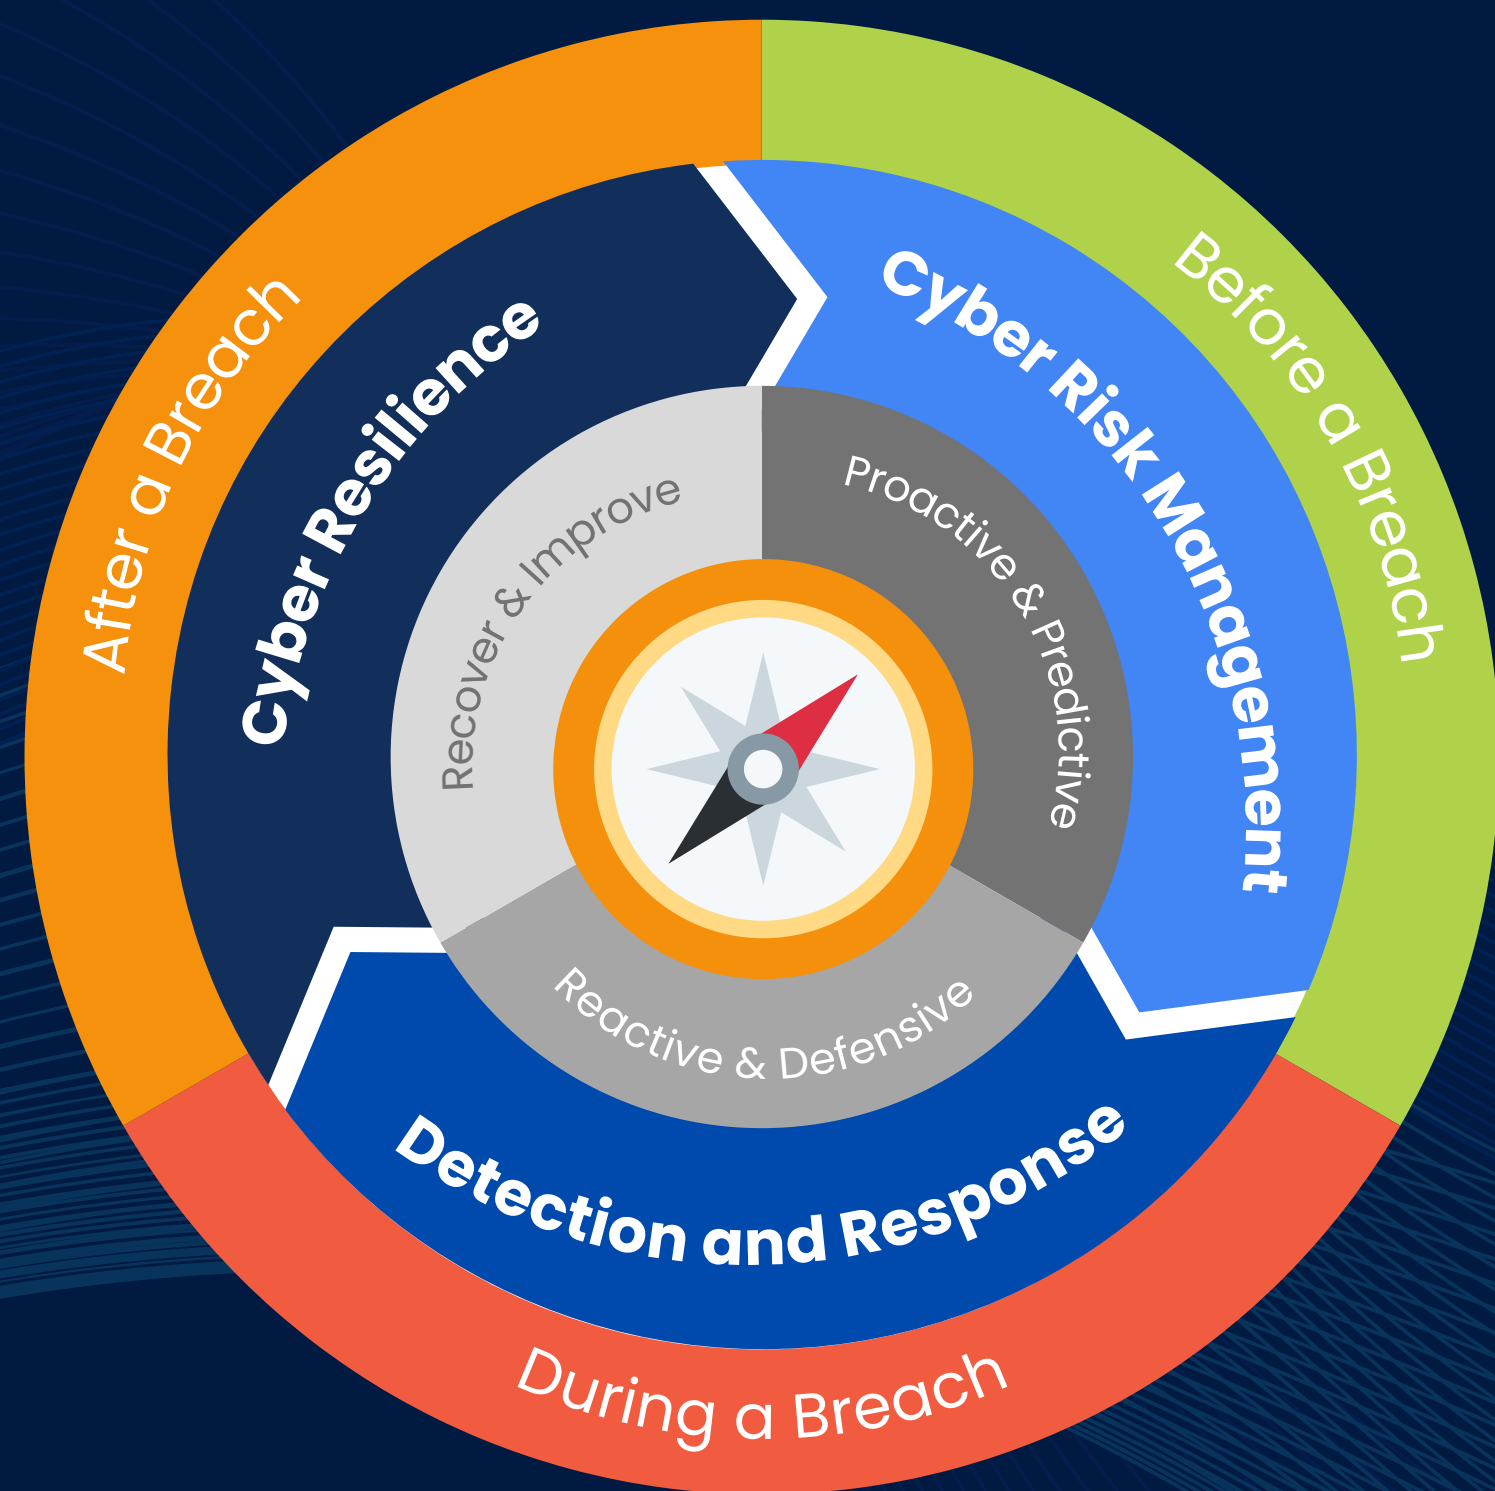 Before a Breach
Cyber Risk Management
Proactive & Predictive
During a Breach
Detection and Response
Reactive & Defensive
After a Breach
Cyber Resilience
Recover & Improve